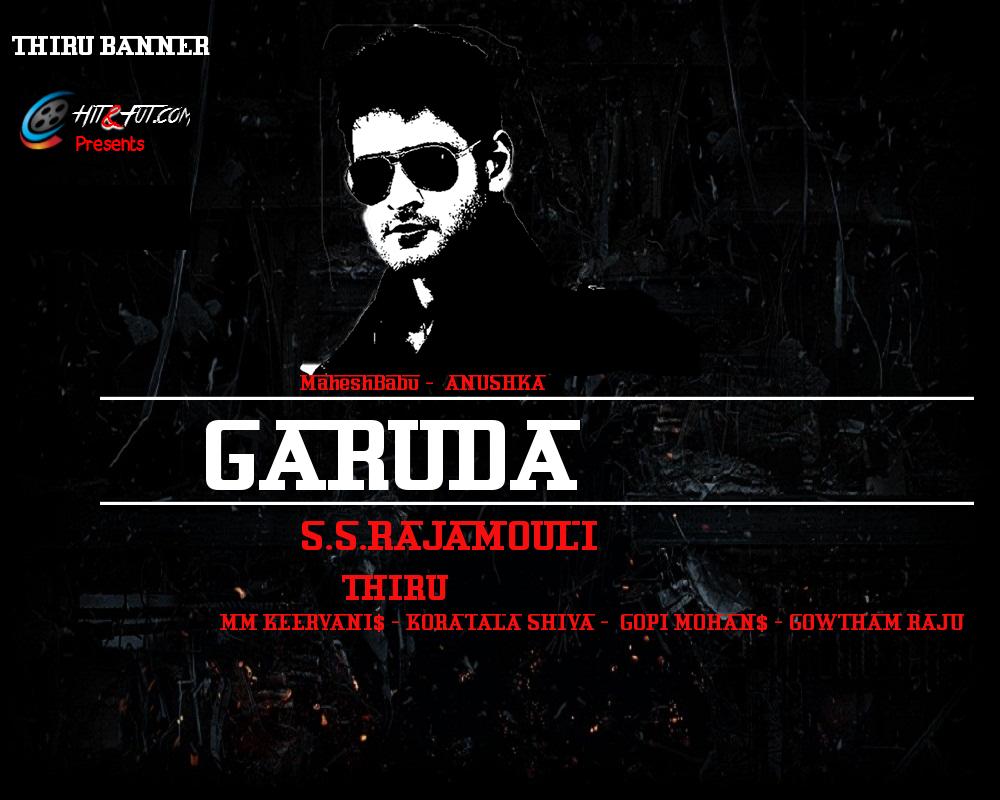 THIRU BANNER
HIT&FUT.COM
Presents
MaheshBabu - ANUSHKA
GARUDA
S.S.RAJAMOULI
THIRU
MM KEERVANI$ - KORATALA SHIVA - GOPI MOHAN$ - GOWTHAM RAJU